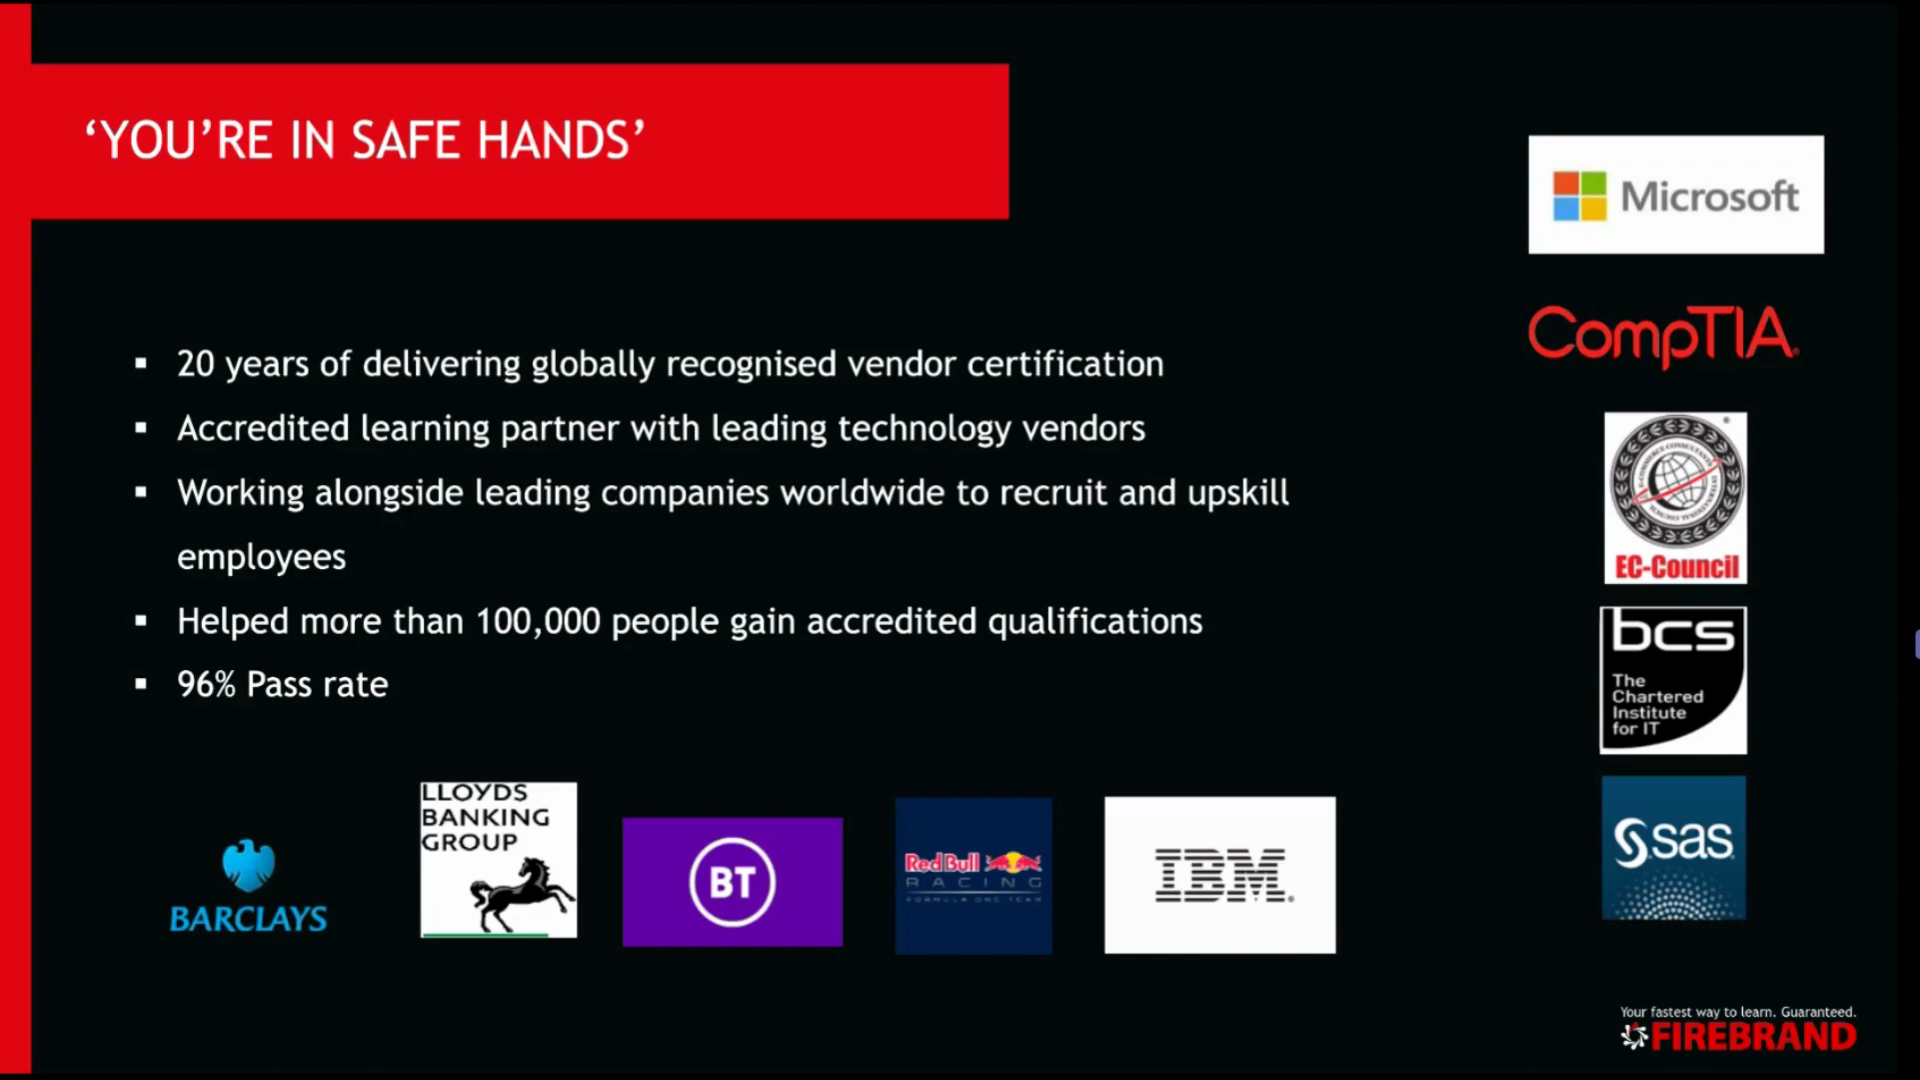 ‘YOU’RE IN SAFE HANDS’
Microsoft
CompTIA.
▪ 20 years of delivering globally recognised vendor certification
▪ Accredited learning partner with leading technology vendors
▪ Working alongside leading companies worldwide to recruit and upskill
employees
▪ Helped more than 100,000 people gain accredited qualifications
▪ 96% Pass rate
EC-Council
bcs
The
Chartered
Institute
for IT
sas
BARCLAYS
LLOYDS
BANKING
GROUP
BT
Red Bull
RACING
FORMULA ONE TEAM
IBM®
Your fastest way to learn. Guaranteed.
FIREBRAND